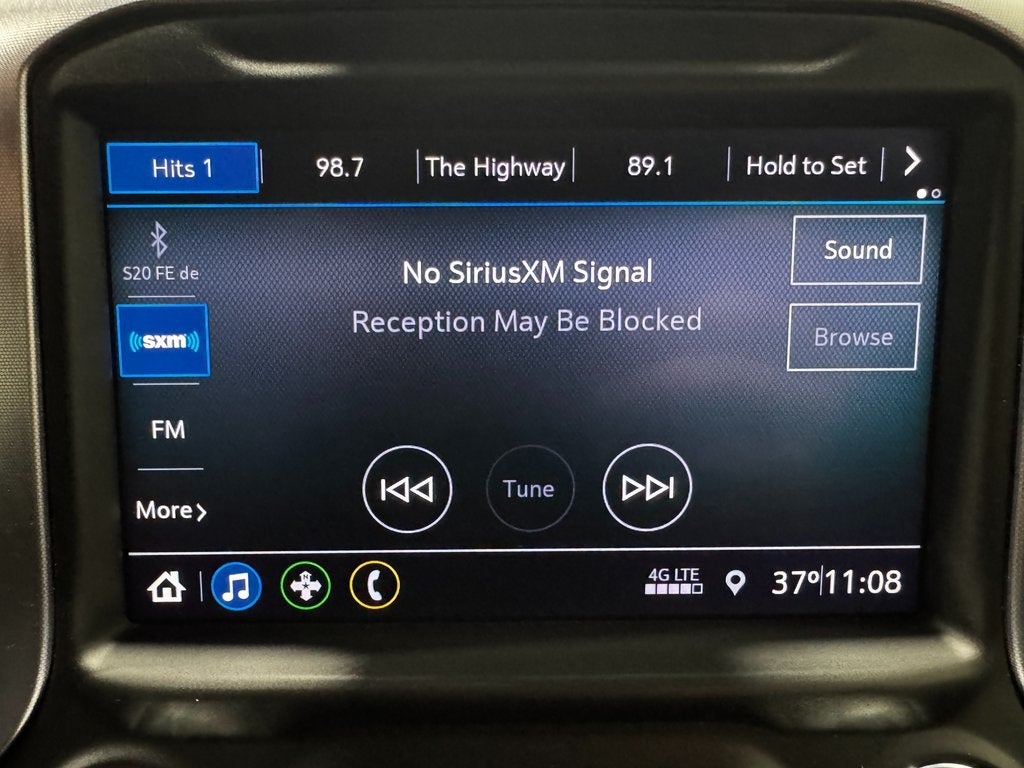 Hits 1
98.7
The Highway
89.1
Hold to Set
S20 FE de
Sound
No SiriusXM Signal
Reception May Be Blocked
((sxm))
Browse
FM
Tune
More
N
4G LTE
37°
11:08